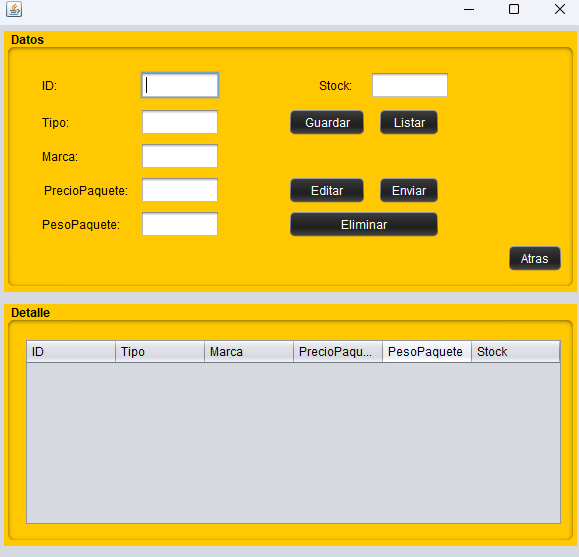 Datos
ID: Stock:
Tipo: Guardar Listar
Marca:
PrecioPaquete: Editar Enviar
PesoPaquete: Eliminar
Atras
Detalle
ID Tipo Marca PrecioPaqu... PesoPaquete Stock